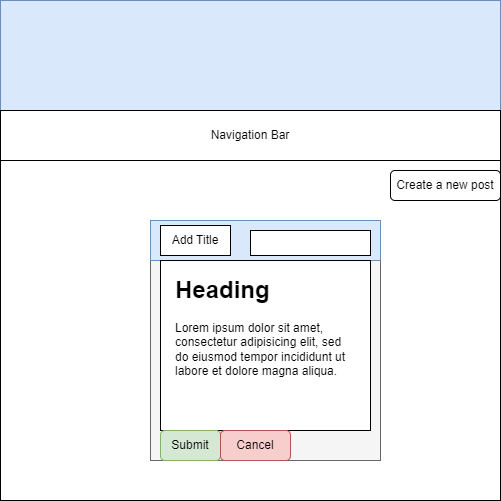 Navigation Bar
Create a new post
Add Title
Heading
Lorem ipsum dolor sit amet,
consectetur adipisicing elit, sed
do eiusmod tempor incididunt ut
labore et dolore magna aliqua.
Submit
Cancel